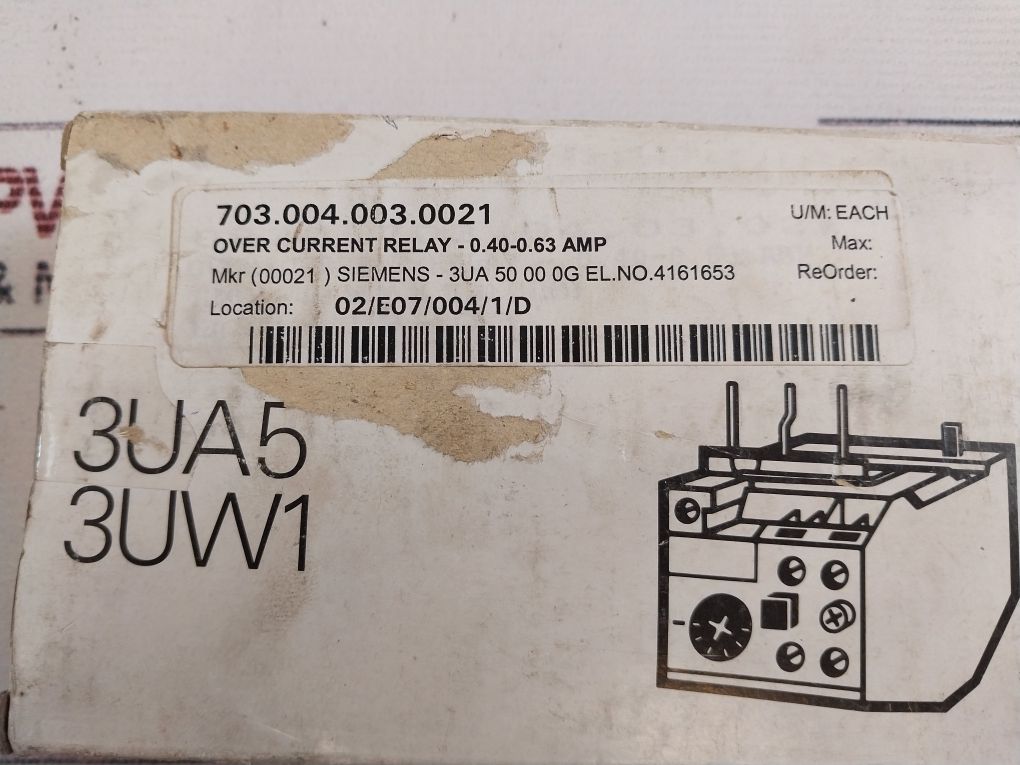 703.004.003.0021 U/M: EACH
OVER CURRENT RELAY - 0.40-0.63 AMP Max:
Mkr (00021 ) SIEMENS - 3UA 50 00 0G EL.NO.4161653 ReOrder:
Location: 02/E07/004/1/D
3UA5
3UW1